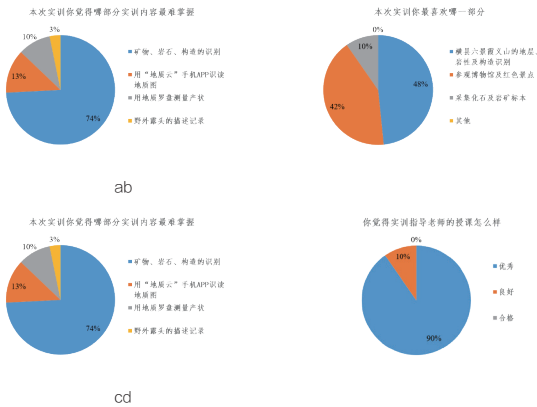 本次实训你觉得哪部分实训内容最难掌握
3%
10%
13%
74%
矿物、岩石、构造的识别
用“地质云”手机APP识读
地质图
用地质罗盘测量产状
野外露头的描述记录
本次实训你最喜欢哪一部分
0%
10%
48%
42%
横县六景霞义山的地层、
岩性及构造识别
参观博物馆及红色景点
采集化石及岩矿标本
其他
ab
本次实训你觉得哪部分实训内容最难掌握
3%
10%
13%
74%
矿物、岩石、构造的识别
用“地质云”手机APP识读
地质图
用地质罗盘测量产状
野外露头的描述记录
你觉得实训指导老师的授课怎么样
0%
10%
90%
优秀
良好
合格
cd